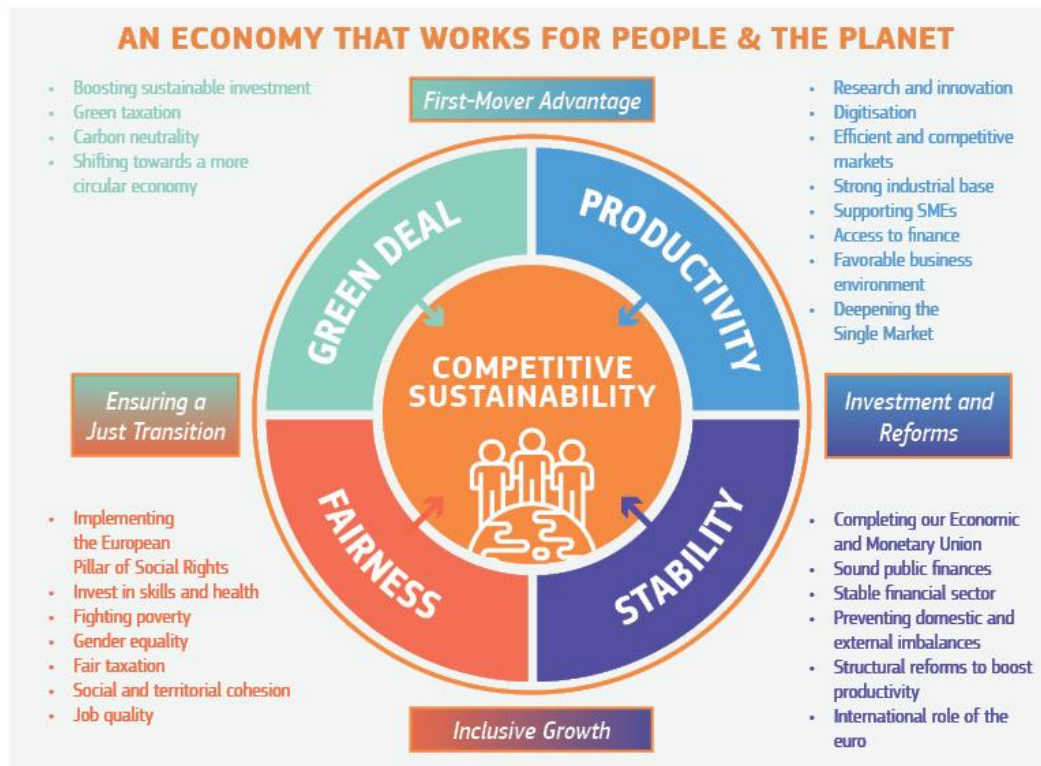 AN ECONOMY THAT WORKS FOR PEOPLE & THE PLANET
• Boosting sustainable investment
• Green taxation
• Carbon neutrality
• Shifting towards a more
circular economy
First-Mover Advantage
• Research and innovation
• Digitisation
• Efficient and competitive
markets
• Strong industrial base
• Supporting SMEs
• Access to finance
• Favorable business
environment
• Deepening the
Single Market
GREEN DEAL
PRODUCTIVITY
COMPETITIVE
SUSTAINABILITY
Ensuring a
Just Transition
Investment and
Reforms
FAIRNESS
STABILITY
• Implementing
the European
Pillar of Social Rights
• Invest in skills and health
• Fighting poverty
• Gender equality
• Fair taxation
• Social and territorial cohesion
• Job quality
• Completing our Economic
and Monetary Union
• Sound public finances
• Stable financial sector
• Preventing domestic and
external imbalances
• Structural reforms to boost
productivity
• International role of the
euro
Inclusive Growth